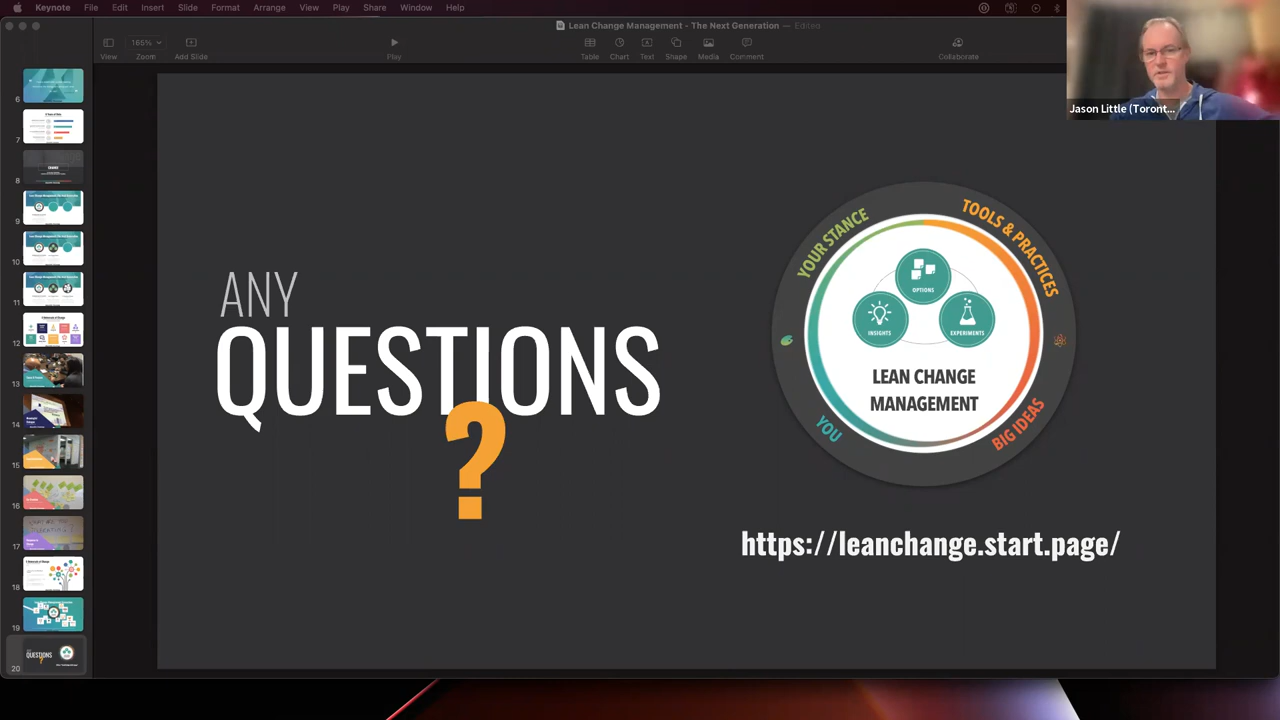 Keynote File Edit Insert Slide Format Arrange View Play Share Window Help
Lean Change Management - The Next Generation — Edited
165%
View Zoom Add Slide Play Table Chart Text Shape Media Comment Collaborate
Jason Little (Toront...
6
7
8
9
10
11
12
13
14
15
16
17
18
19
20
QUESTIONS
?
ANY
QUESTIONS
?
YOUR STANCE
TOOLS & PRACTICES
OPTIONS
INSIGHTS
EXPERIMENTS
LEAN CHANGE
MANAGEMENT
YOU
BIG IDEAS
https://leanchange.start.page/